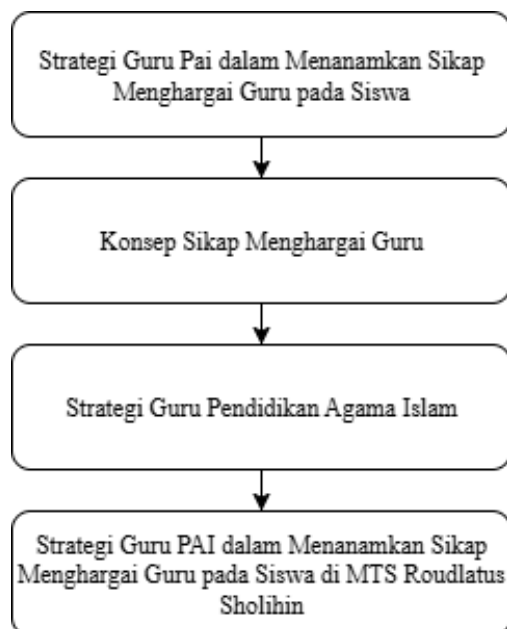 Strategi Guru Pai dalam Menanamkan Sikap
Menghargai Guru pada Siswa
Konsep Sikap Menghargai Guru
Strategi Guru Pendidikan Agama Islam
Strategi Guru PAI dalam Menanamkan Sikap
Menghargai Guru pada Siswa di MTS Roudlatus
Sholihin